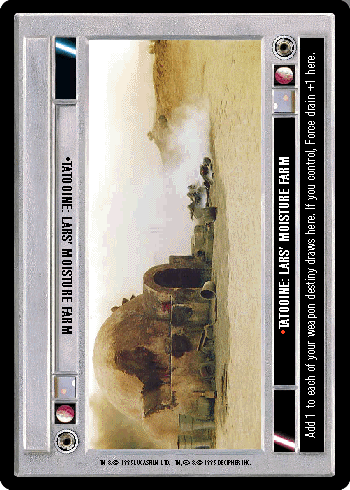 •TATOOINE: LARS' MOISTURE FARM
TM & © 1995 LUCASFILM LTD. TM, © & ® 1995 DECIPHER INC.
•TATOOINE: LARS' MOISTURE FARM
Add 1 to each of your weapon destiny draws here. If you control, Force drain +1 here.